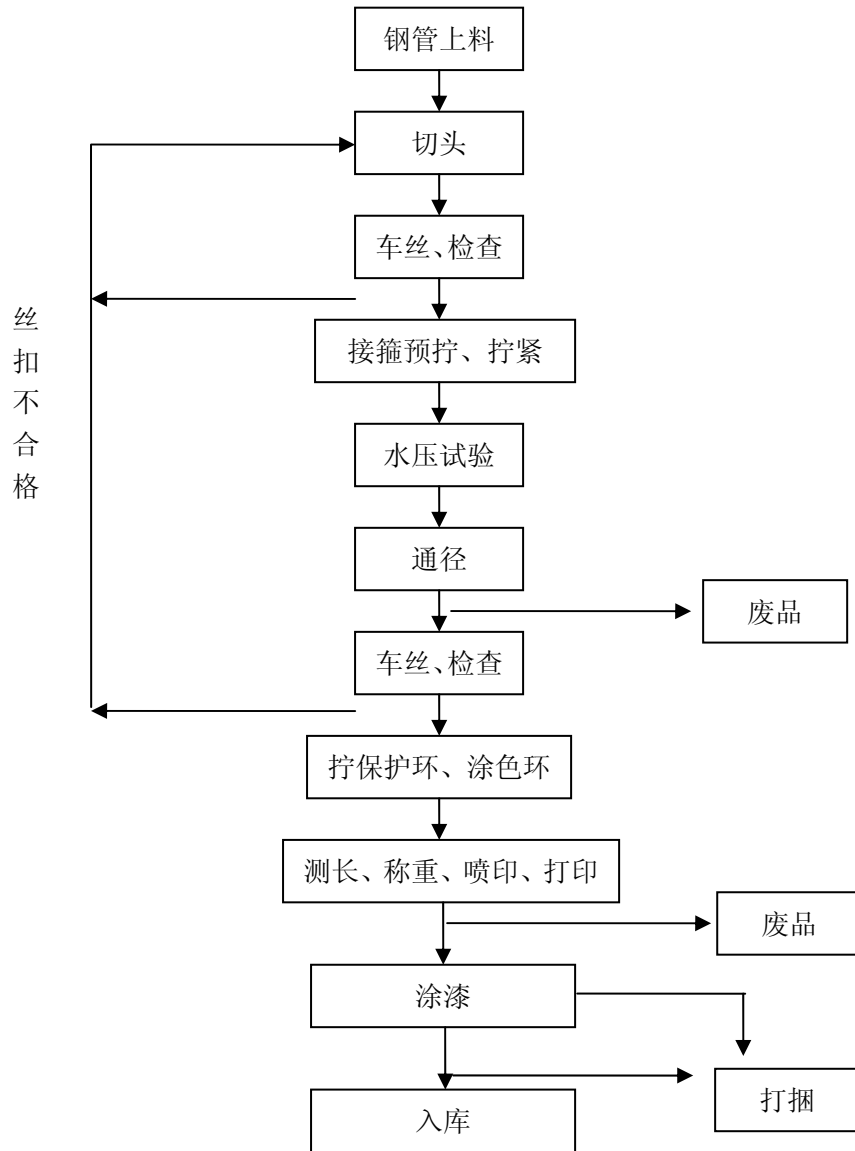 钢管上料
切头
车丝、检查
丝扣不合格
接箍预拧、拧紧
水压试验
通径
废品
车丝、检查
拧保护环、涂色环
测长、称重、喷印、打印
废品
涂漆
打捆
入库